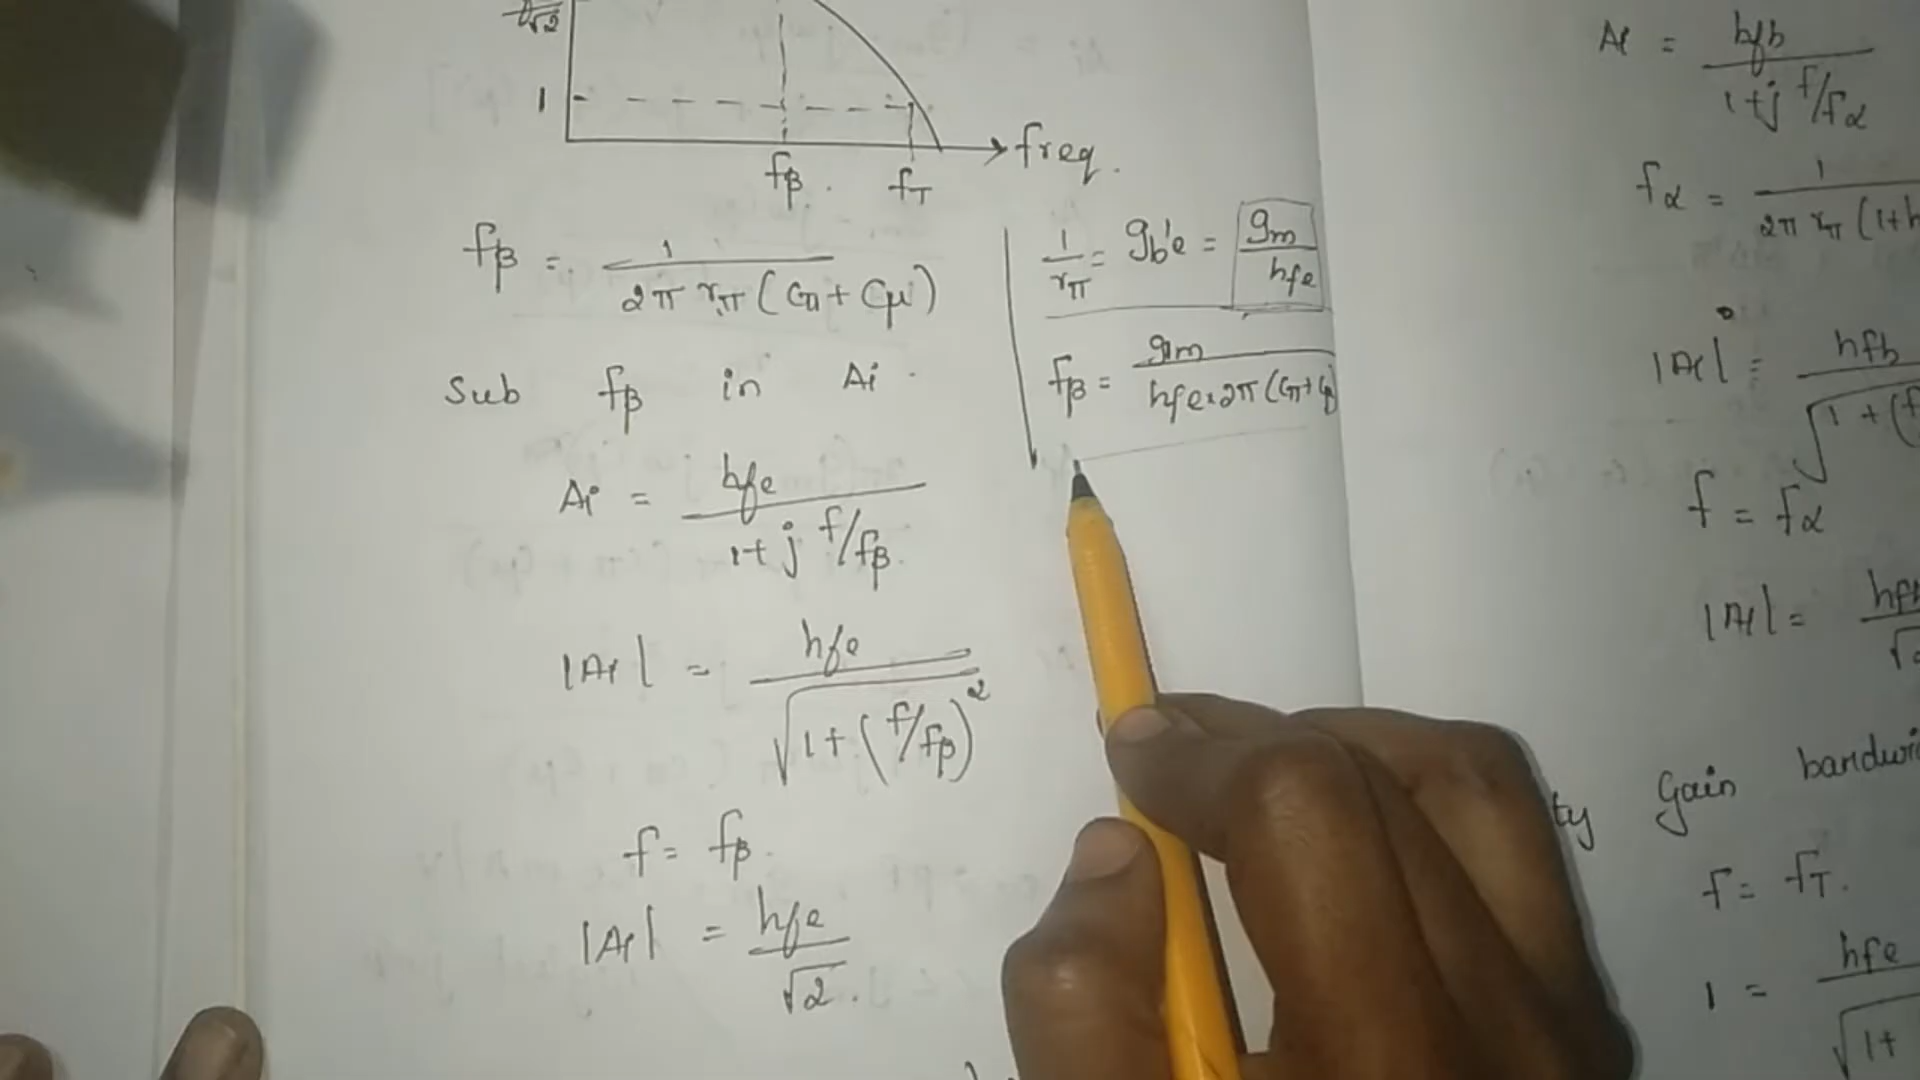 √2
1
fβ. fT
freq.
fβ = 1 / 2π rπ (Cπ + Cμ)
Sub fβ in Ai.
Ai = hfe / 1+j f/fβ.
|Ai| = hfe / √1+(f/fβ)²
f = fβ.
|Ai| = hfe / √2.
1/rπ = gb'e = gm/hfe
fβ = gm / hfe×2π(Cπ+Cμ)
Ai = hfb / 1+j f/fα
fα = 1 / 2π rπ (1+h
|Ai| = hfb / √1+(f
f = fα
|Ai| = hf
Gain
f = fT.
1 = hfe / √1+